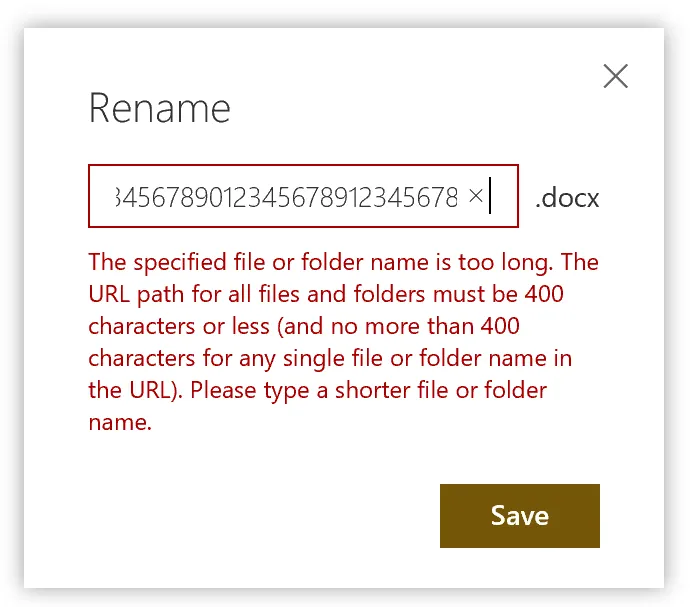 Rename
3456789012345678912345678 .docx
The specified file or folder name is too long. The
URL path for all files and folders must be 400
characters or less (and no more than 400
characters for any single file or folder name in
the URL). Please type a shorter file or folder
name.
Save